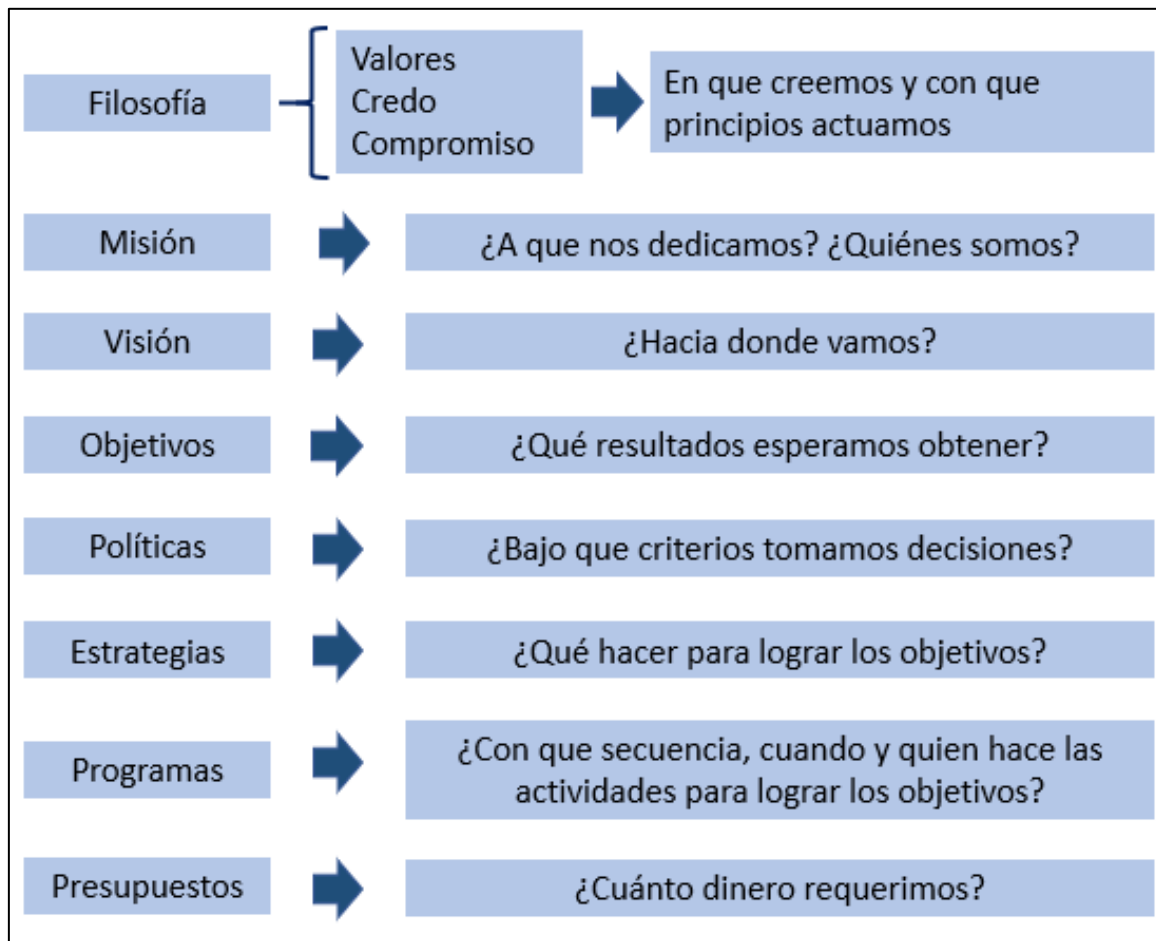 Filosofía
Valores
Credo
Compromiso
En que creemos y con que
principios actuamos
Misión
¿A que nos dedicamos? ¿Quiénes somos?
Visión
¿Hacia donde vamos?
Objetivos
¿Qué resultados esperamos obtener?
Políticas
¿Bajo que criterios tomamos decisiones?
Estrategias
¿Qué hacer para lograr los objetivos?
Programas
¿Con que secuencia, cuando y quien hace las
actividades para lograr los objetivos?
Presupuestos
¿Cuánto dinero requerimos?